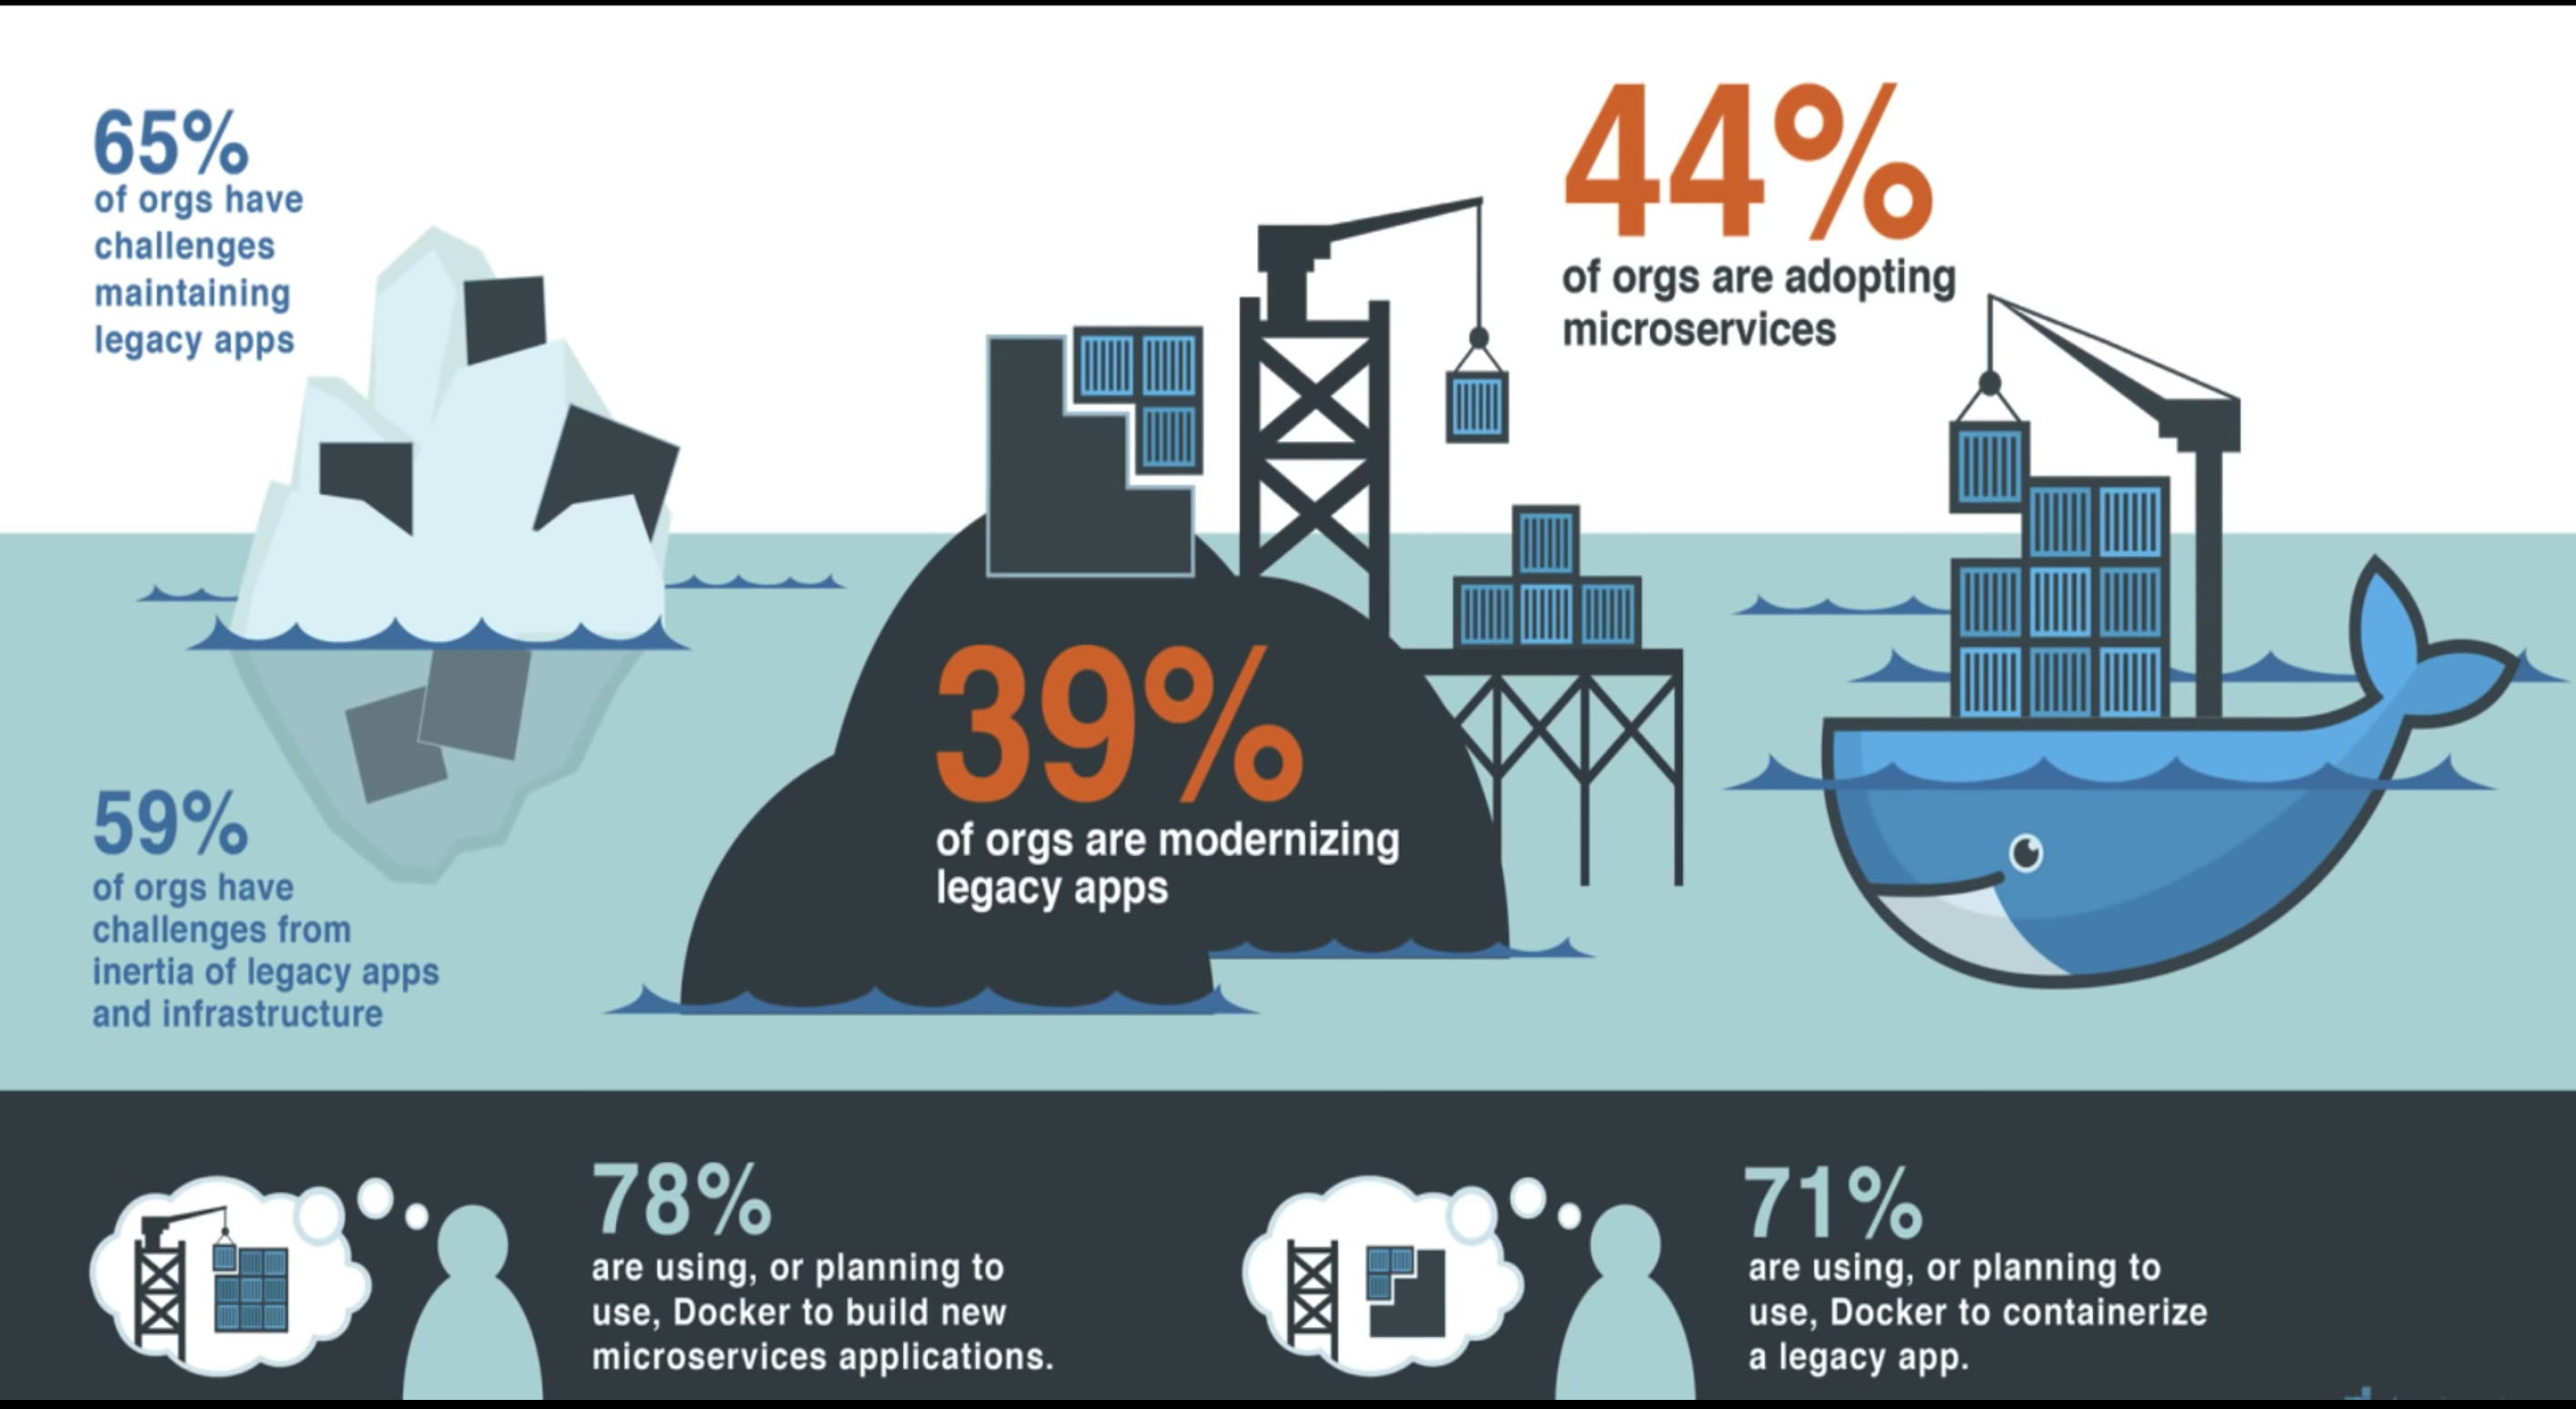 65%
of orgs have
challenges
maintaining
legacy apps
44%
of orgs are adopting
microservices
39%
of orgs are modernizing
legacy apps
59%
of orgs have
challenges from
inertia of legacy apps
and infrastructure
78%
are using, or planning to
use, Docker to build new
microservices applications.
71%
are using, or planning to
use, Docker to containerize
a legacy app.